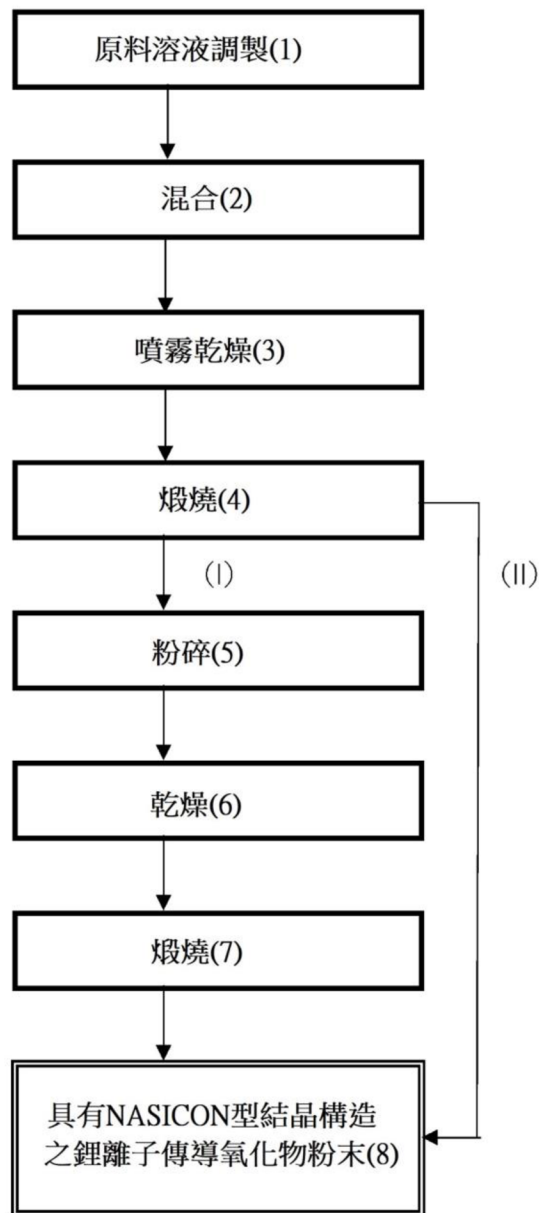 原料溶液調製(1)
混合(2)
噴霧乾燥(3)
煅燒(4)
(I)
(II)
粉碎(5)
乾燥(6)
煅燒(7)
具有NASICON型結晶構造
之鋰離子傳導氧化物粉末(8)